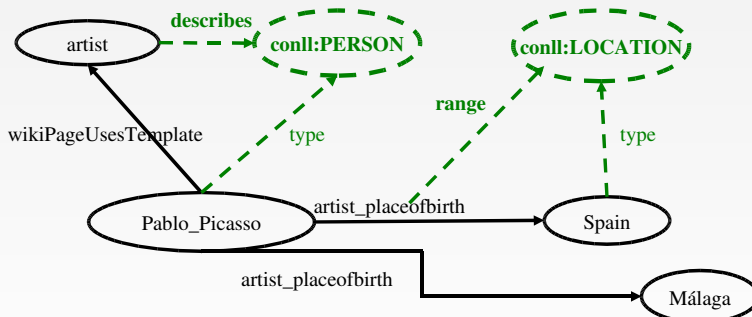 describes
artist
conll:PERSON
conll:LOCATION
range
wikiPageUsesTemplate
type
type
artist_placeofbirth
Pablo_Picasso
Spain
artist_placeofbirth
Málaga